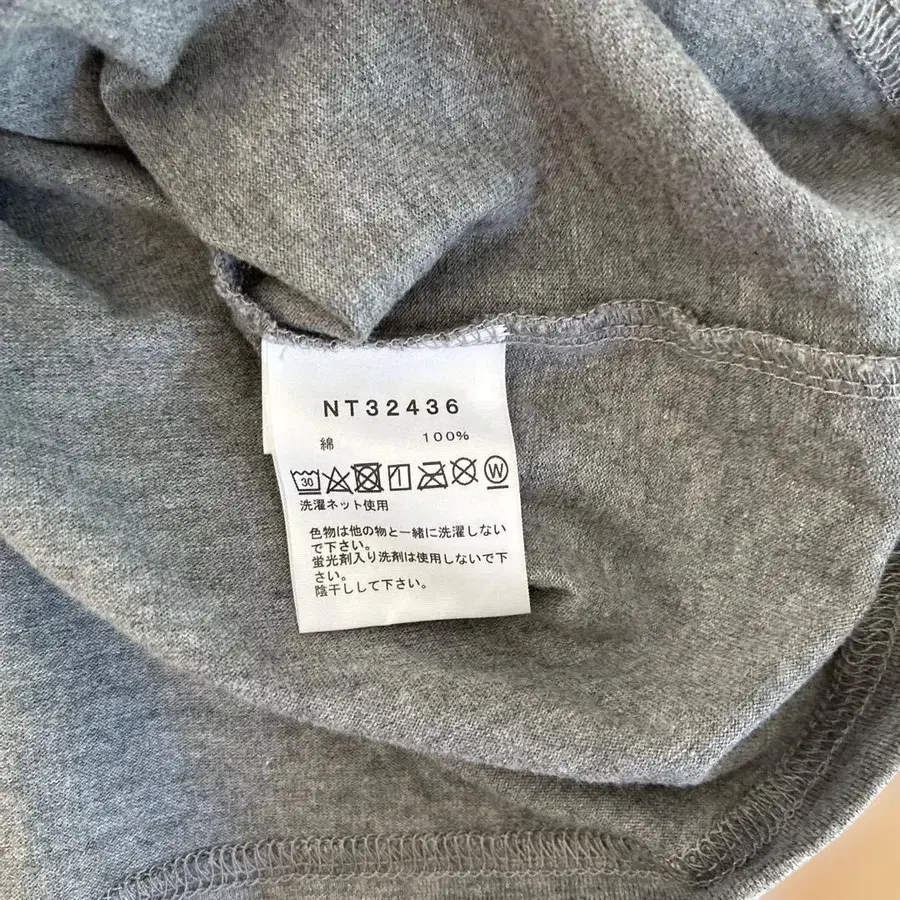 NT32436
綿 100%
30 W
洗濯ネット使用
色物は他の物と一緒に洗濯しない
で下さい。
蛍光剤入り洗剤は使用しないで下
さい。
陰干しして下さい。